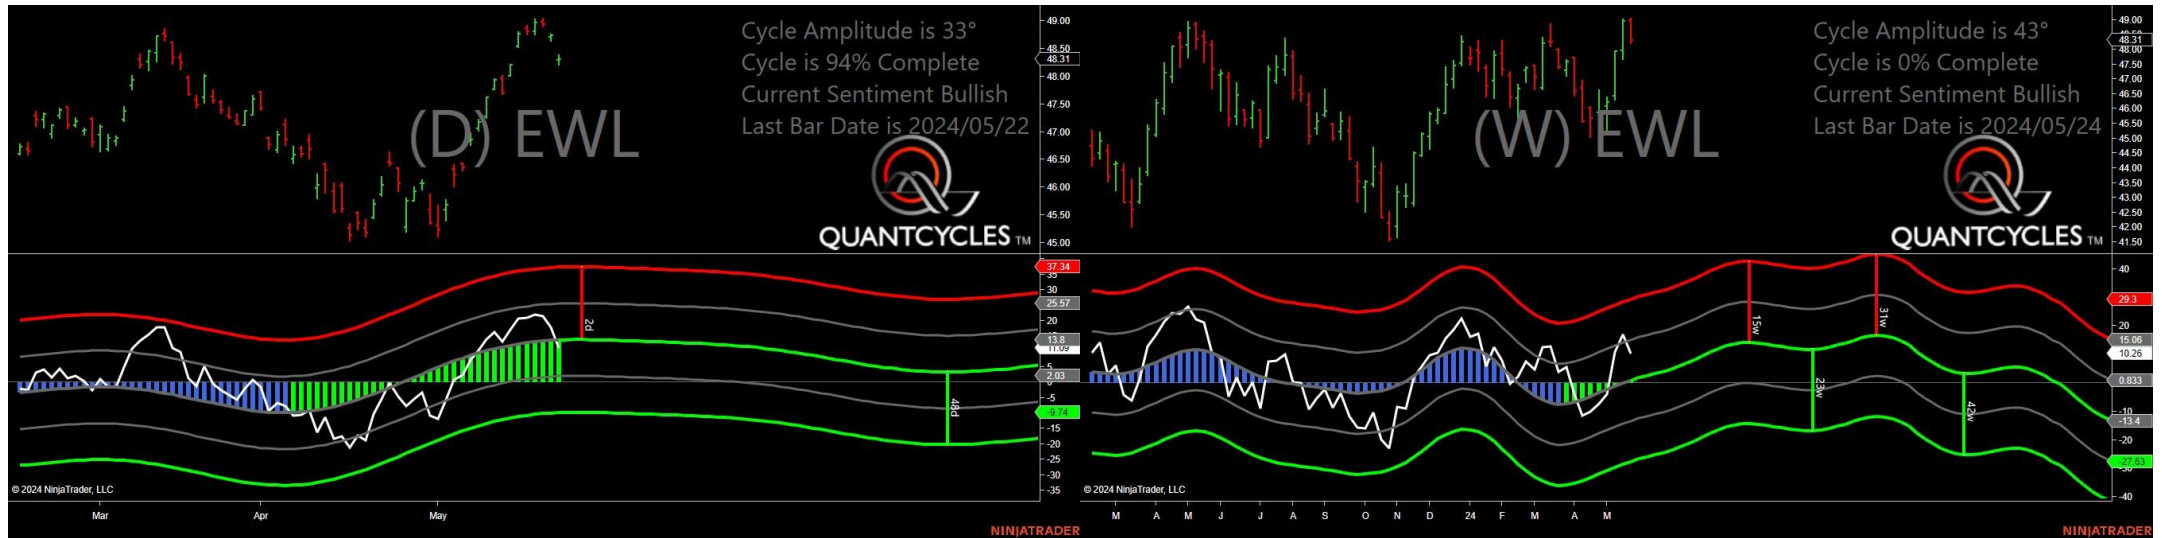 Cycle Amplitude is 33°
Cycle is 94% Complete
Current Sentiment Bullish
Last Bar Date is 2024/05/22
(D) EWL
QUANTCYCLES TM
49.00
48.50
48.31
48.00
47.50
47.00
46.50
46.00
45.50
45.00
37.34
35
30
25.57
20
13.8
11.09
5
2.03
-5
-9.74
-15
-20
-25
-30
-35
2d
48d
© 2024 NinjaTrader, LLC
Mar Apr May
NINJATRADER
Cycle Amplitude is 43°
Cycle is 0% Complete
Current Sentiment Bullish
Last Bar Date is 2024/05/24
(W) EWL
QUANTCYCLES TM
49.00
48.31
48.00
47.50
47.00
46.50
46.00
45.50
45.00
44.50
44.00
43.50
43.00
42.50
42.00
41.50
40
29.3
20
15.06
10.26
0.833
-10
-13.4
-20
-27.63
-40
15w
31w
23w
42w
© 2024 NinjaTrader, LLC
M A M J J A S O N D 24 F M A M
NINJATRADER